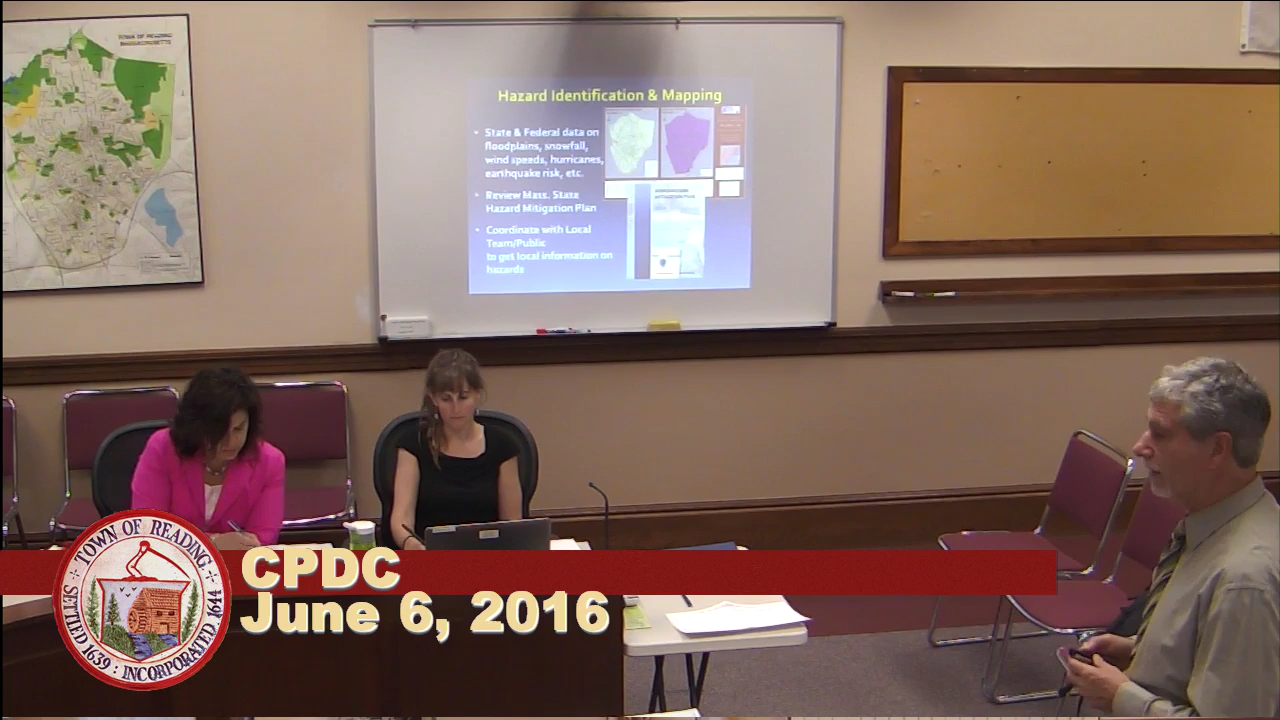 TOWN OF READING
MASSACHUSETTS
Hazard Identification & Mapping
• State & Federal data on
floodplains, snowfall,
wind speeds, hurricanes,
earthquake risk, etc.
• Review Mass. State
Hazard Mitigation Plan
• Coordinate with Local
Team/Public
to get local information on
hazards
TOWN OF READING
SETTLED 1639 : INCORPORATED 1644
CPDC
June 6, 2016